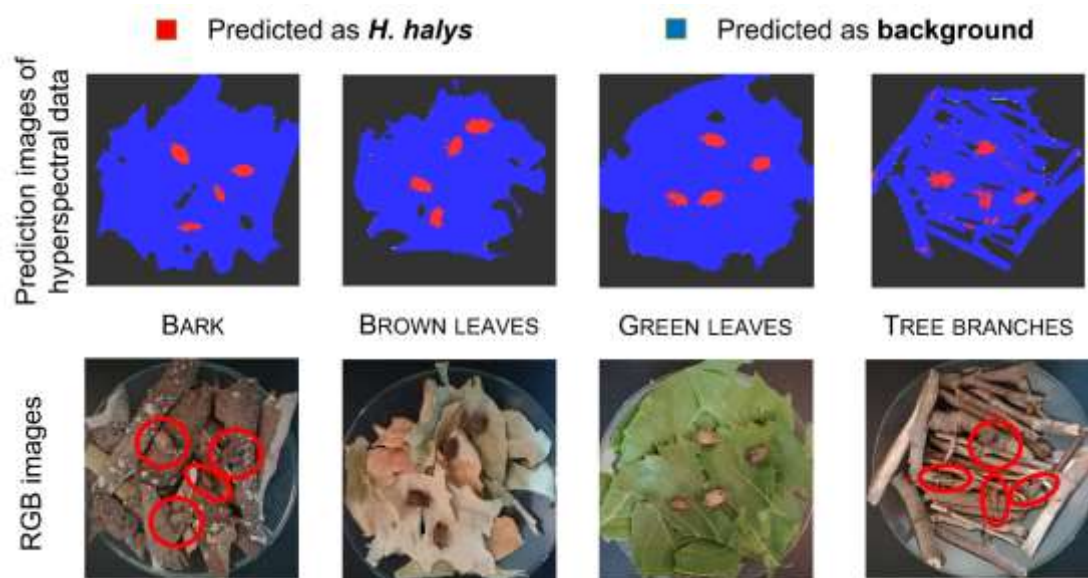 Predicted as H. halys
Predicted as background
Prediction images of
hyperspectral data
BARK
BROWN LEAVES
GREEN LEAVES
TREE BRANCHES
RGB images